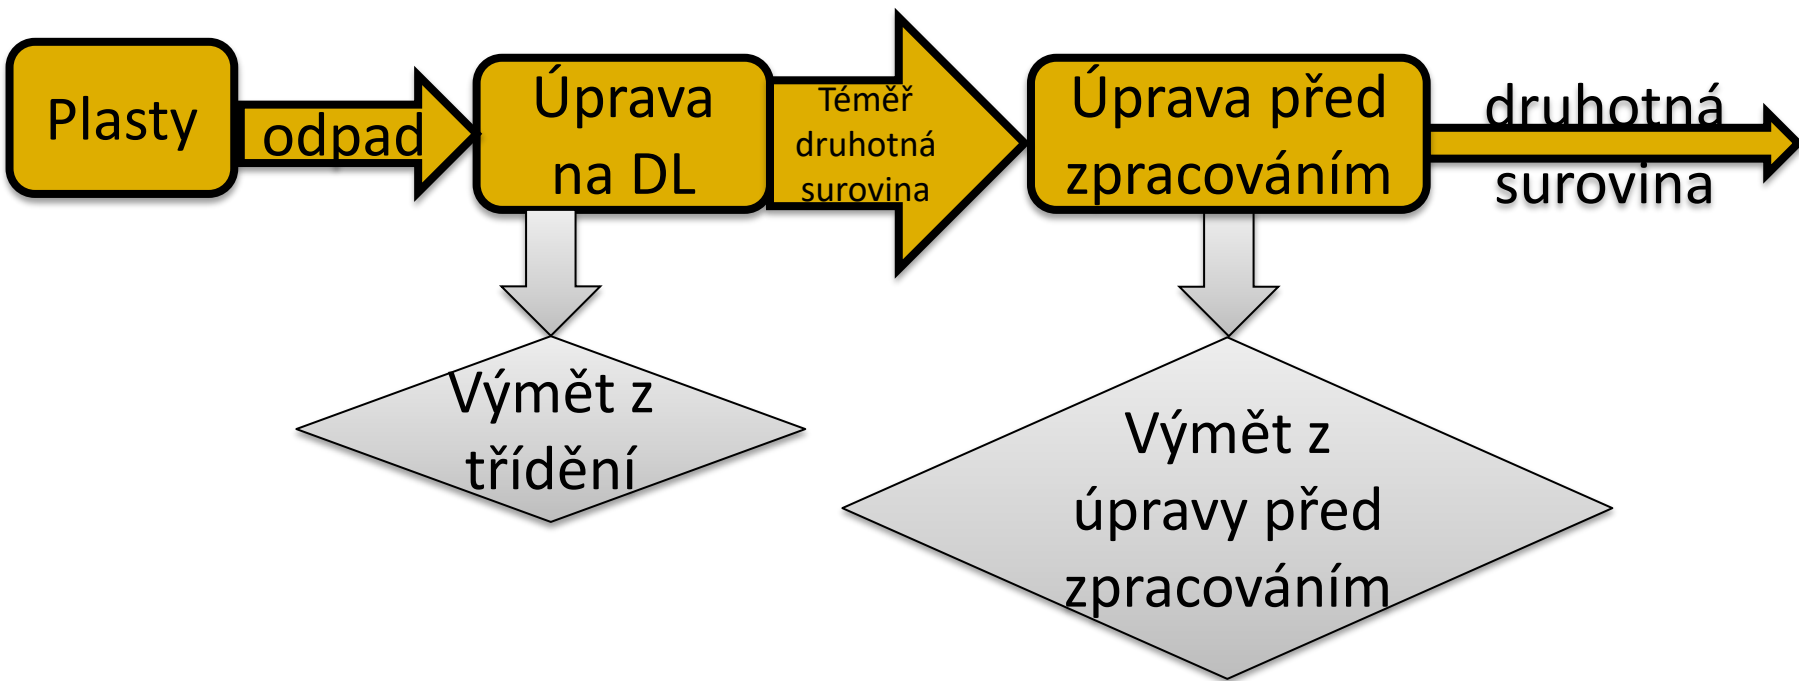 Plasty
odpad
Úprava
na DL
Téměř
druhotná
surovina
Úprava před
zpracováním
druhotná
surovina
Výmět z
třídění
Výmět z
úpravy před
zpracováním